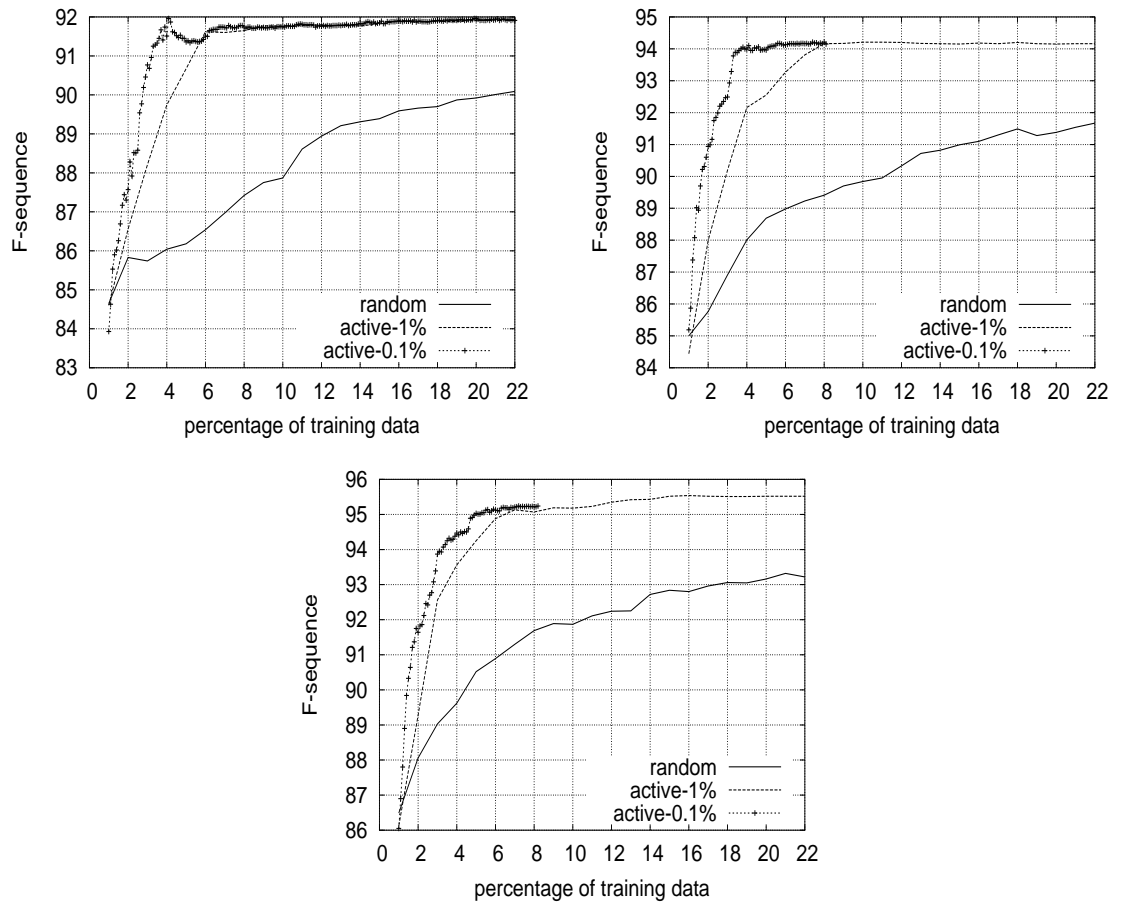 92
91
90
89
88
87
86
85
84
83
F-sequence
random
active-1%
active-0.1%
0 2 4 6 8 10 12 14 16 18 20 22
percentage of training data
95
94
93
92
91
90
89
88
87
86
85
84
F-sequence
random
active-1%
active-0.1%
0 2 4 6 8 10 12 14 16 18 20 22
percentage of training data
96
95
94
93
92
91
90
89
88
87
86
F-sequence
random
active-1%
active-0.1%
0 2 4 6 8 10 12 14 16 18 20 22
percentage of training data